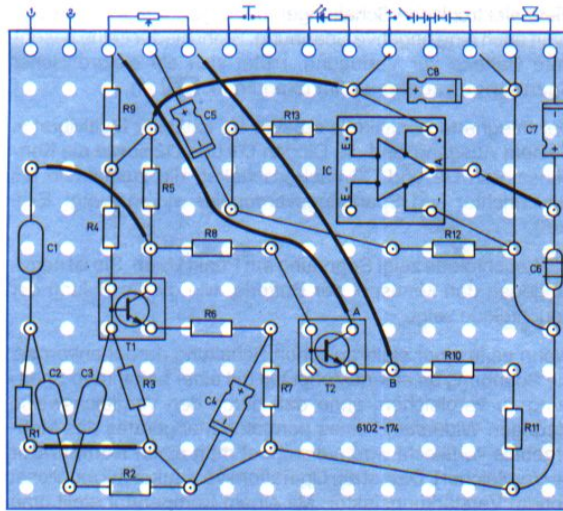 R9
C5
C8
R13
C7
IC
E+
A
E-
R5
R4
C1
R8
R12
C6
A
R6
T1
T2
B
R10
C2
C3
R3
R7
C4
R1
R11
6102-174
R2